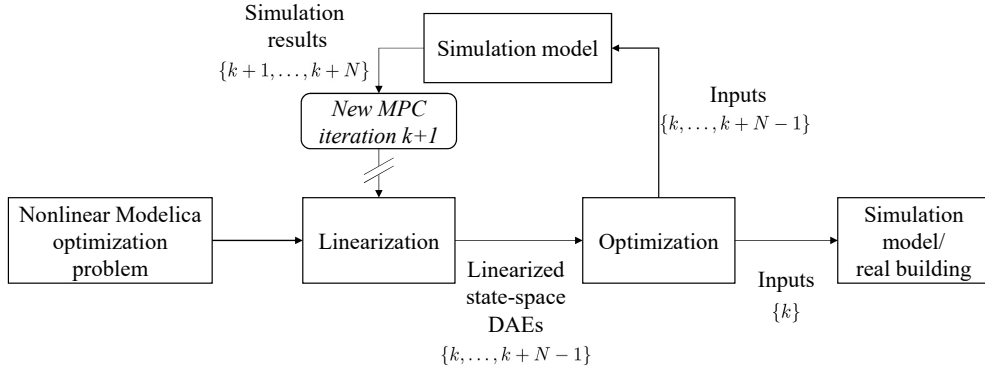 Simulation
results
{k + 1, . . . , k + N}
Simulation model
New MPC
iteration k+1
Inputs
{k, . . . , k + N − 1}
Nonlinear Modelica
optimization
problem
Linearization
Linearized
state-space
DAEs
{k, . . . , k + N − 1}
Optimization
Inputs
{k}
Simulation
model/
real building